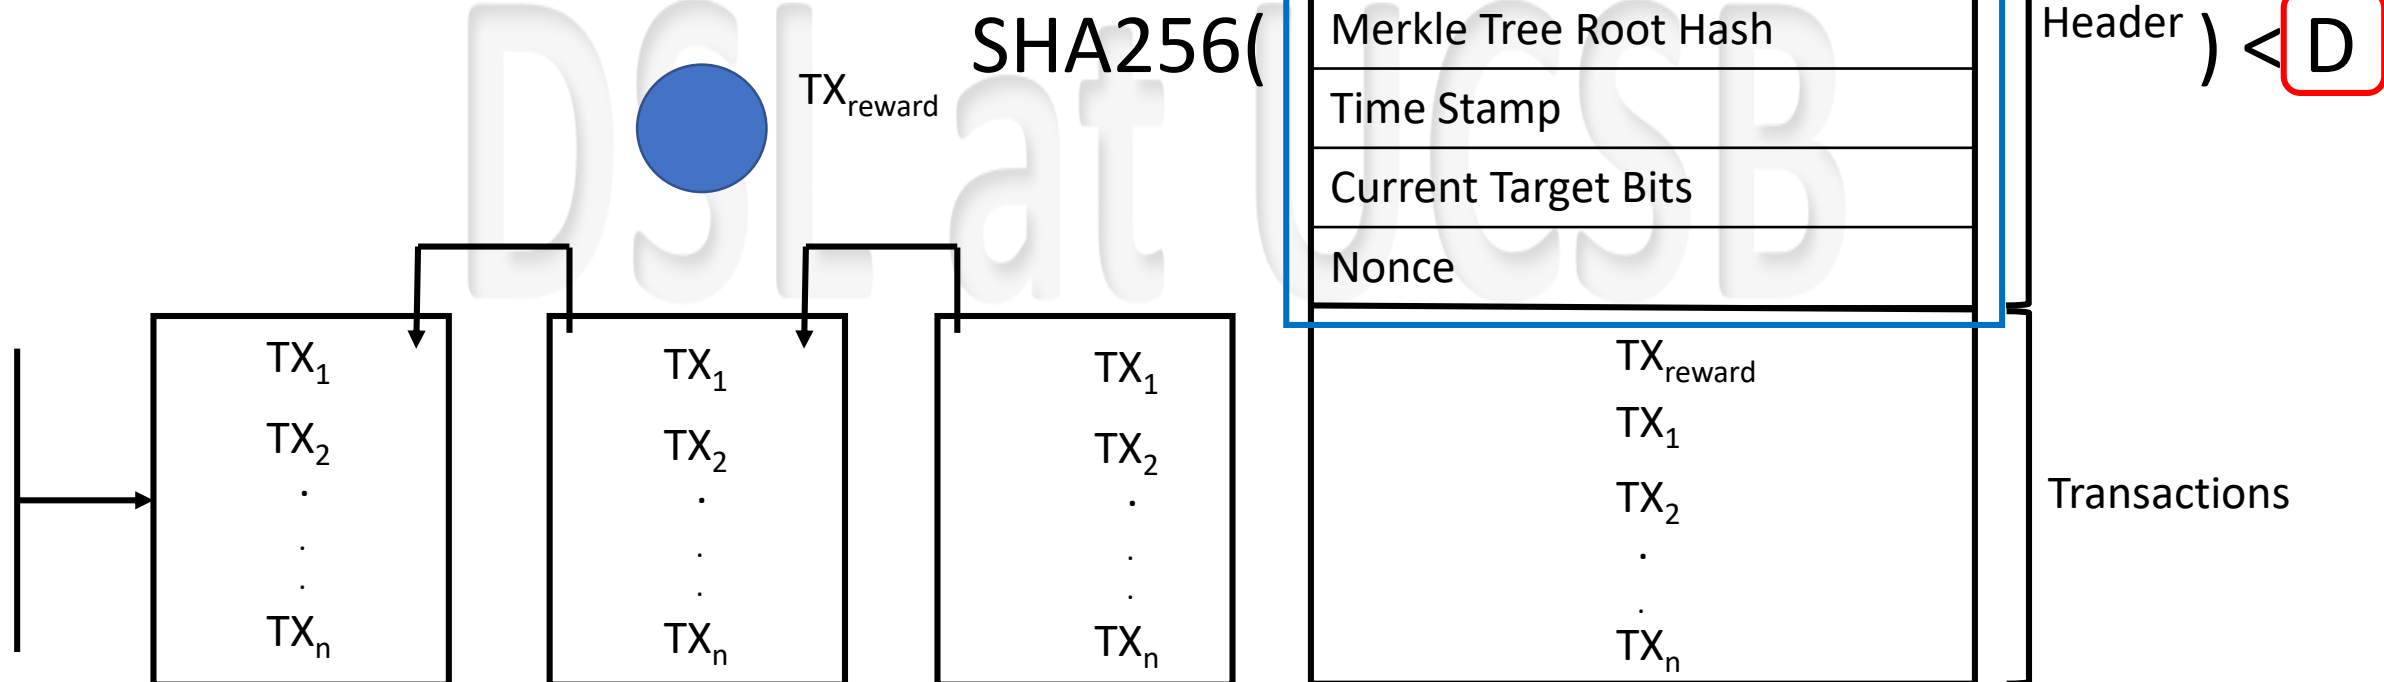 SHA256(
Merkle Tree Root Hash
Header
) < D
TXreward
Time Stamp
Current Target Bits
Nonce
TX1
TX2
.
.
.
TXn
TX1
TX2
.
.
.
TXn
TX1
TX2
.
.
.
TXn
TXreward
TX1
TX2
.
.
TXn
Transactions
DSL at UCSB